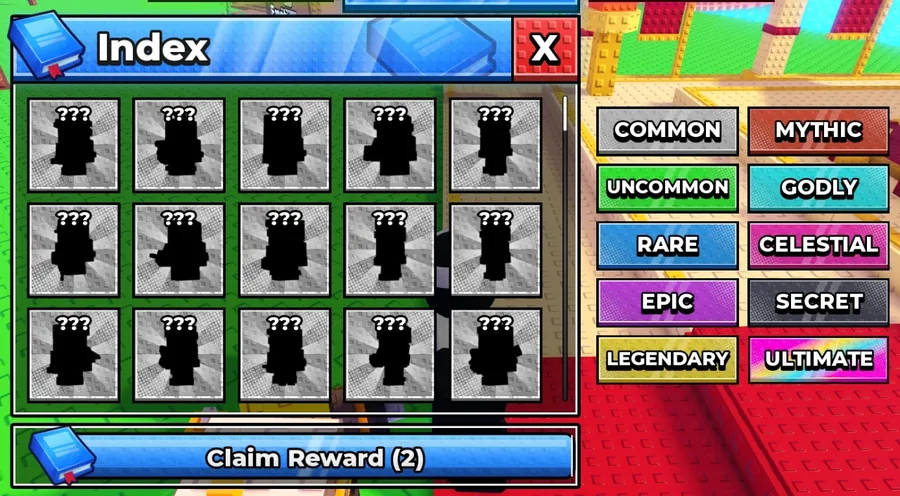 Index
X
??? ??? ??? ??? ???
??? ??? ??? ??? ???
??? ??? ??? ??? ???
Claim Reward (2)
COMMON MYTHIC
UNCOMMON GODLY
RARE CELESTIAL
EPIC SECRET
LEGENDARY ULTIMATE